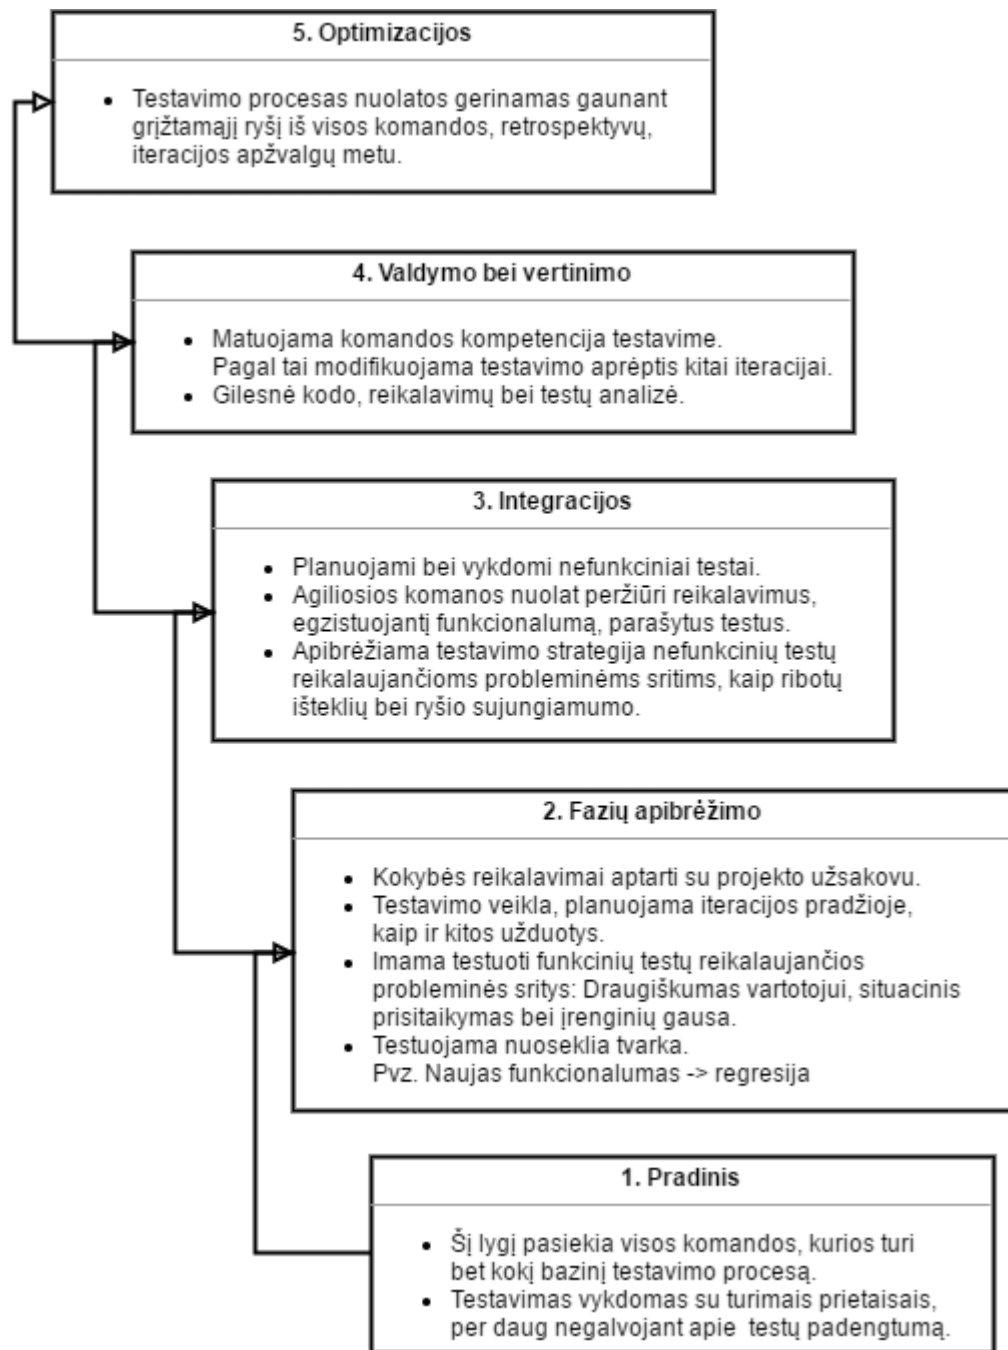 5. Optimizacijos
• Testavimo procesas nuolatos gerinamas gaunant
grįžtamąjį ryšį iš visos komandos, retrospektyvų,
iteracijos apžvalgų metu.
4. Valdymo bei vertinimo
• Matuojama komandos kompetencija testavime.
Pagal tai modifikuojama testavimo aprėptis kitai iteracijai.
• Gilesnė kodo, reikalavimų bei testų analizė.
3. Integracijos
• Planuojami bei vykdomi nefunkciniai testai.
• Agiliosios komanos nuolat peržiūri reikalavimus,
egzistuojantį funkcionalumą, parašytus testus.
• Apibrėžiama testavimo strategija nefunkcinių testų
reikalaujančioms probleminėms sritims, kaip ribotų
išteklių bei ryšio sujungiamumo.
2. Fazių apibrėžimo
• Kokybės reikalavimai aptarti su projekto užsakovu.
• Testavimo veikla, planuojama iteracijos pradžioje,
kaip ir kitos užduotys.
• Imama testuoti funkcinių testų reikalaujančios
probleminės sritys: Draugiškumas vartotojui, situacinis
prisitaikymas bei įrenginių gausa.
• Testuojama nuoseklia tvarka.
Pvz. Naujas funkcionalumas -> regresija
1. Pradinis
• Šį lygį pasiekia visos komandos, kurios turi
bet kokį bazinį testavimo procesą.
• Testavimas vykdomas su turimais prietaisais,
per daug negalvojant apie testų padengtumą.